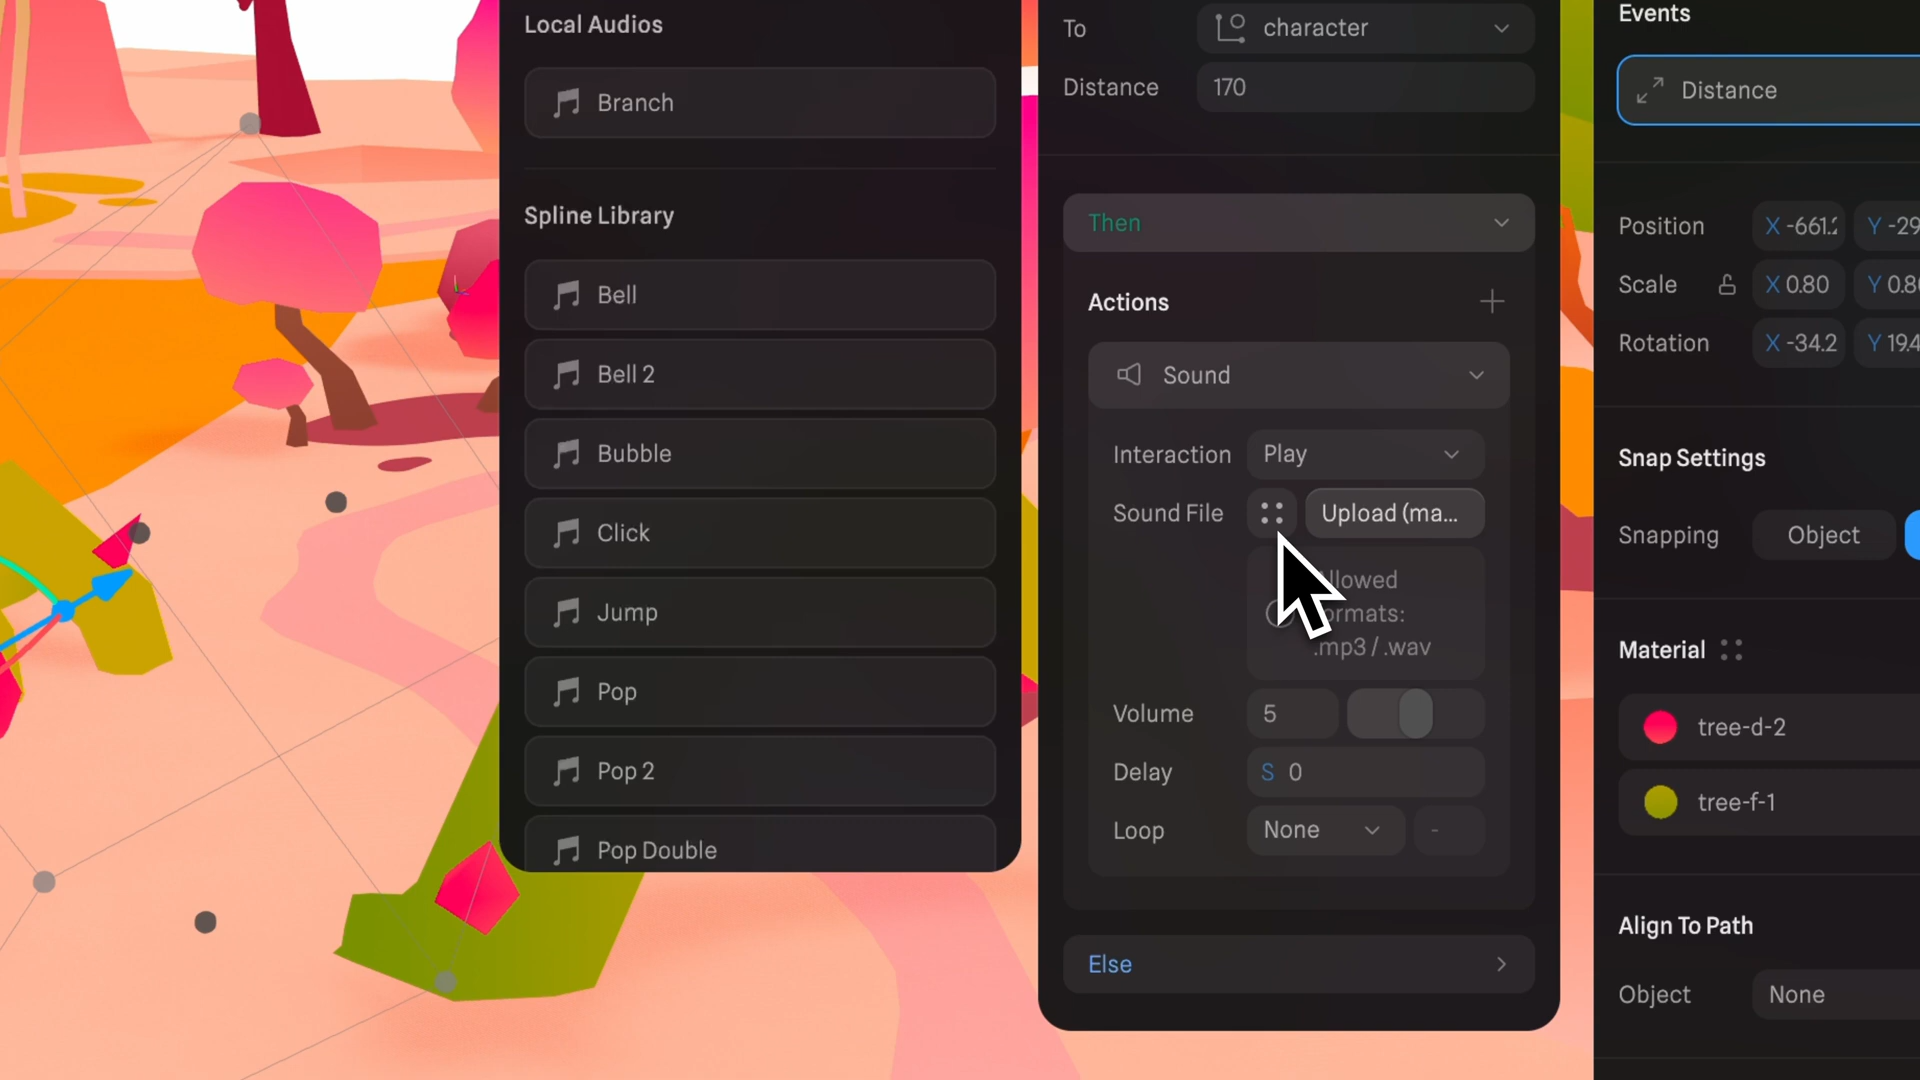 Local Audios
Branch
Spline Library
Bell
Bell 2
Bubble
Click
Jump
Pop
Pop 2
Pop Double
To
character
Distance
170
Then
Actions
Sound
Interaction
Play
Sound File
Upload (ma...
.mp3 / .wav
Volume
5
Delay
S 0
Loop
None
-
Else
Events
Distance
Position
X -661.2
Y -29
Scale
X 0.80
Y 0.8
Rotation
X -34.2
Y 19.4
Snap Settings
Snapping
Object
Material
tree-d-2
tree-f-1
Align To Path
Object
None